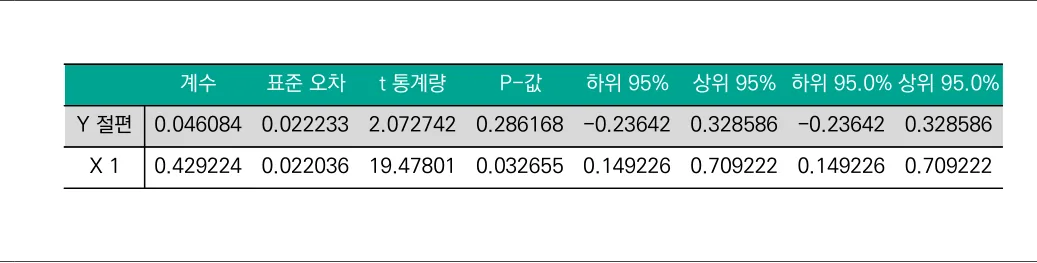 계수 표준 오차 t 통계량 P-값 하위 95% 상위 95% 하위 95.0% 상위 95.0%
Y 절편 0.046084 0.022233 2.072742 0.286168 -0.23642 0.328586 -0.23642 0.328586
X 1 0.429224 0.022036 19.47801 0.032655 0.149226 0.709222 0.149226 0.709222